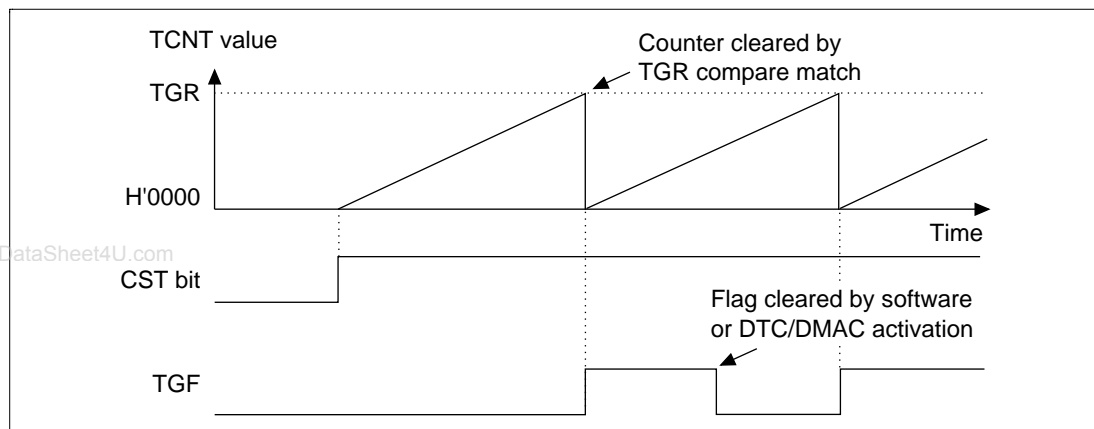 TCNT value
Counter cleared by
TGR compare match
TGR
H'0000
Time
DataSheet4U.com
CST bit
Flag cleared by software
or DTC/DMAC activation
TGF